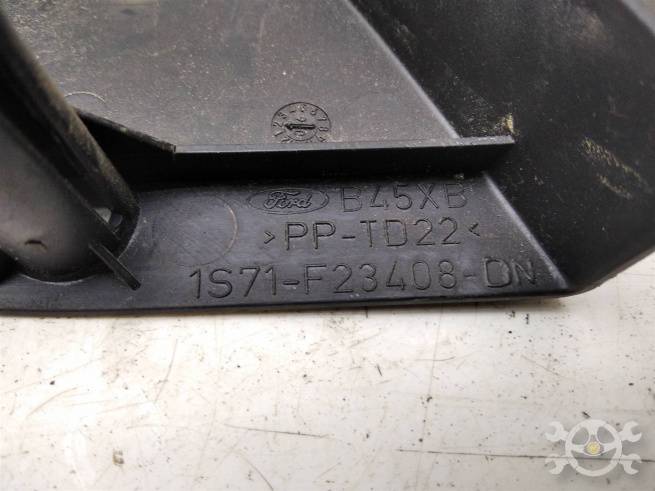 Ford B45XB
>PP-TD22<
1S71-F23408-DN